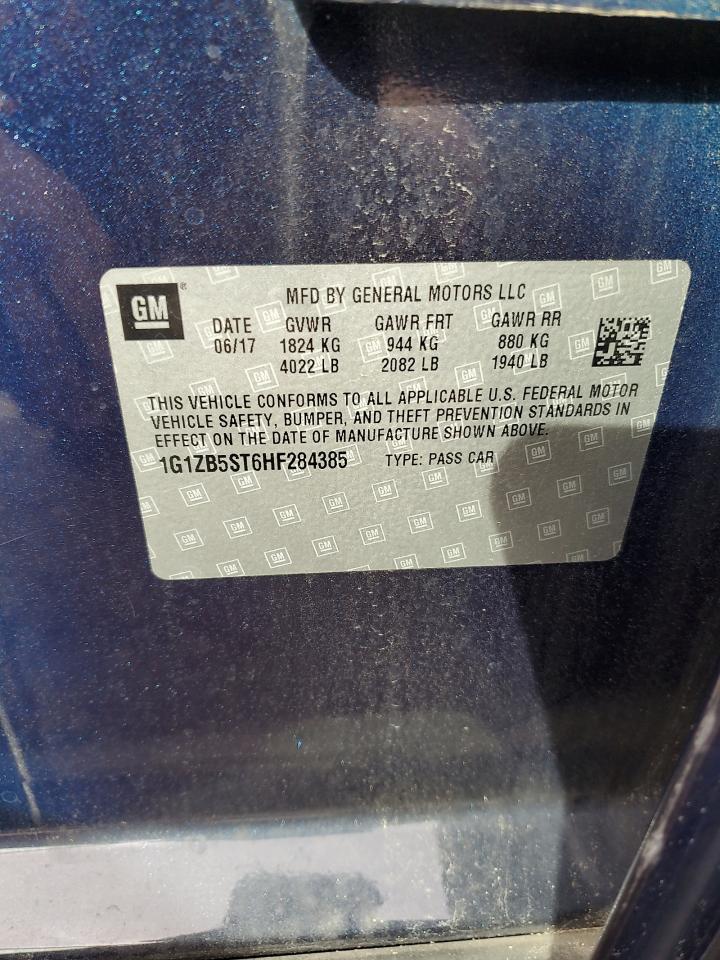 GM ® MFD BY GENERAL MOTORS LLC
DATE GVWR GAWR FRT GAWR RR
06/17 1824 KG 944 KG 880 KG
4022 LB 2082 LB 1940 LB
THIS VEHICLE CONFORMS TO ALL APPLICABLE U.S. FEDERAL MOTOR
VEHICLE SAFETY, BUMPER, AND THEFT PREVENTION STANDARDS IN
EFFECT ON THE DATE OF MANUFACTURE SHOWN ABOVE.
1G1ZB5ST6HF284385 TYPE: PASS CAR